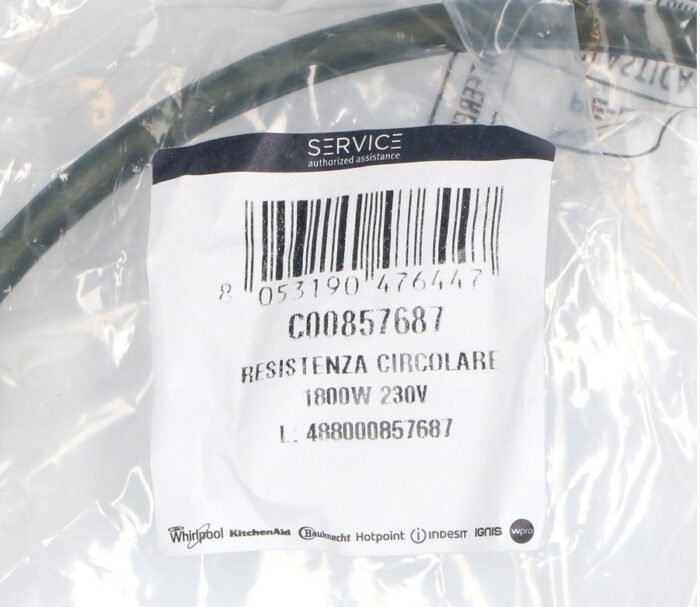 SERVICE
authorized assistance
8 053190 476447
C00857687
RESISTENZA CIRCOLARE
1800W 230V
L: 488000857687
Whirlpool KitchenAid Bauknecht Hotpoint INDESIT IGNIS wpro